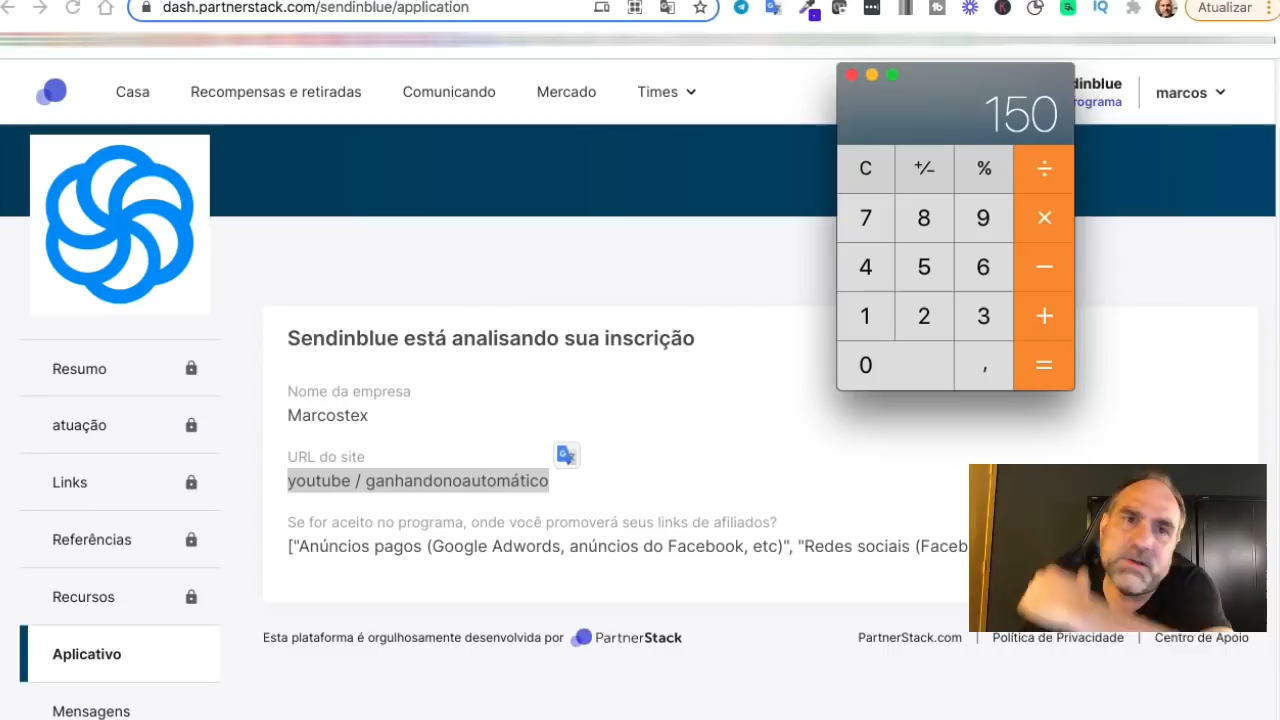 dash.partnerstack.com/sendinblue/application
Atualizar
Casa
Recompensas e retiradas
Comunicando
Mercado
Times
dinblue
rograma
marcos
150
C
+/−
%
÷
7
8
9
×
4
5
6
−
1
2
3
+
0
,
=
Resumo
atuação
Links
Referências
Recursos
Aplicativo
Mensagens
Sendinblue está analisando sua inscrição
Nome da empresa
Marcostex
URL do site
youtube / ganhandonoautomático
Se for aceito no programa, onde você promoverá seus links de afiliados?
["Anúncios pagos (Google Adwords, anúncios do Facebook, etc)", "Redes sociais (Faceb
Esta plataforma é orgulhosamente desenvolvida por PartnerStack
PartnerStack.com
Política de Privacidade
Centro de Apoio